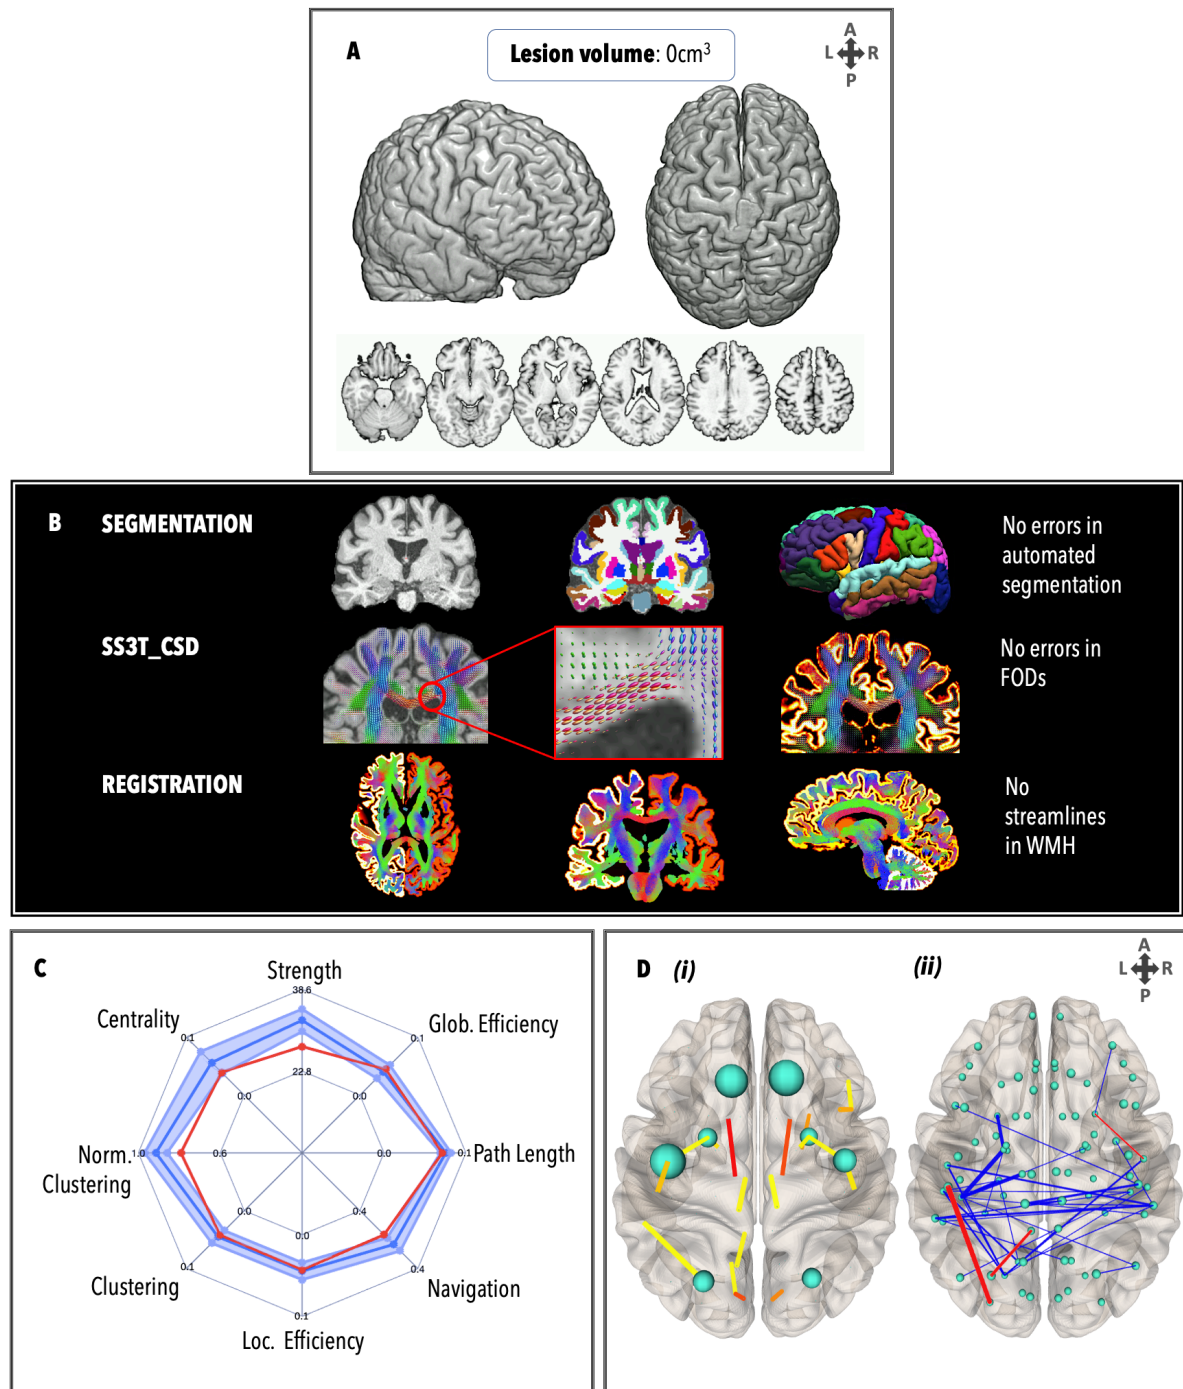 A
Lesion volume: 0cm³
A
L R
P
B
SEGMENTATION
No errors in
automated
segmentation
SS3T_CSD
No errors in
FODs
REGISTRATION
No
streamlines
in WMH
C
Strength
38.6
Centrality
0.1
Glob. Efficiency
0.1
22.8
0.0
0.0
Norm.
Clustering
1.0
0.6
0.0
0.1
Path Length
0.0
0.4
0.0
Clustering
0.1
Navigation
0.4
Loc. Efficiency
0.1
D
(i)
(ii)
A
L R
P